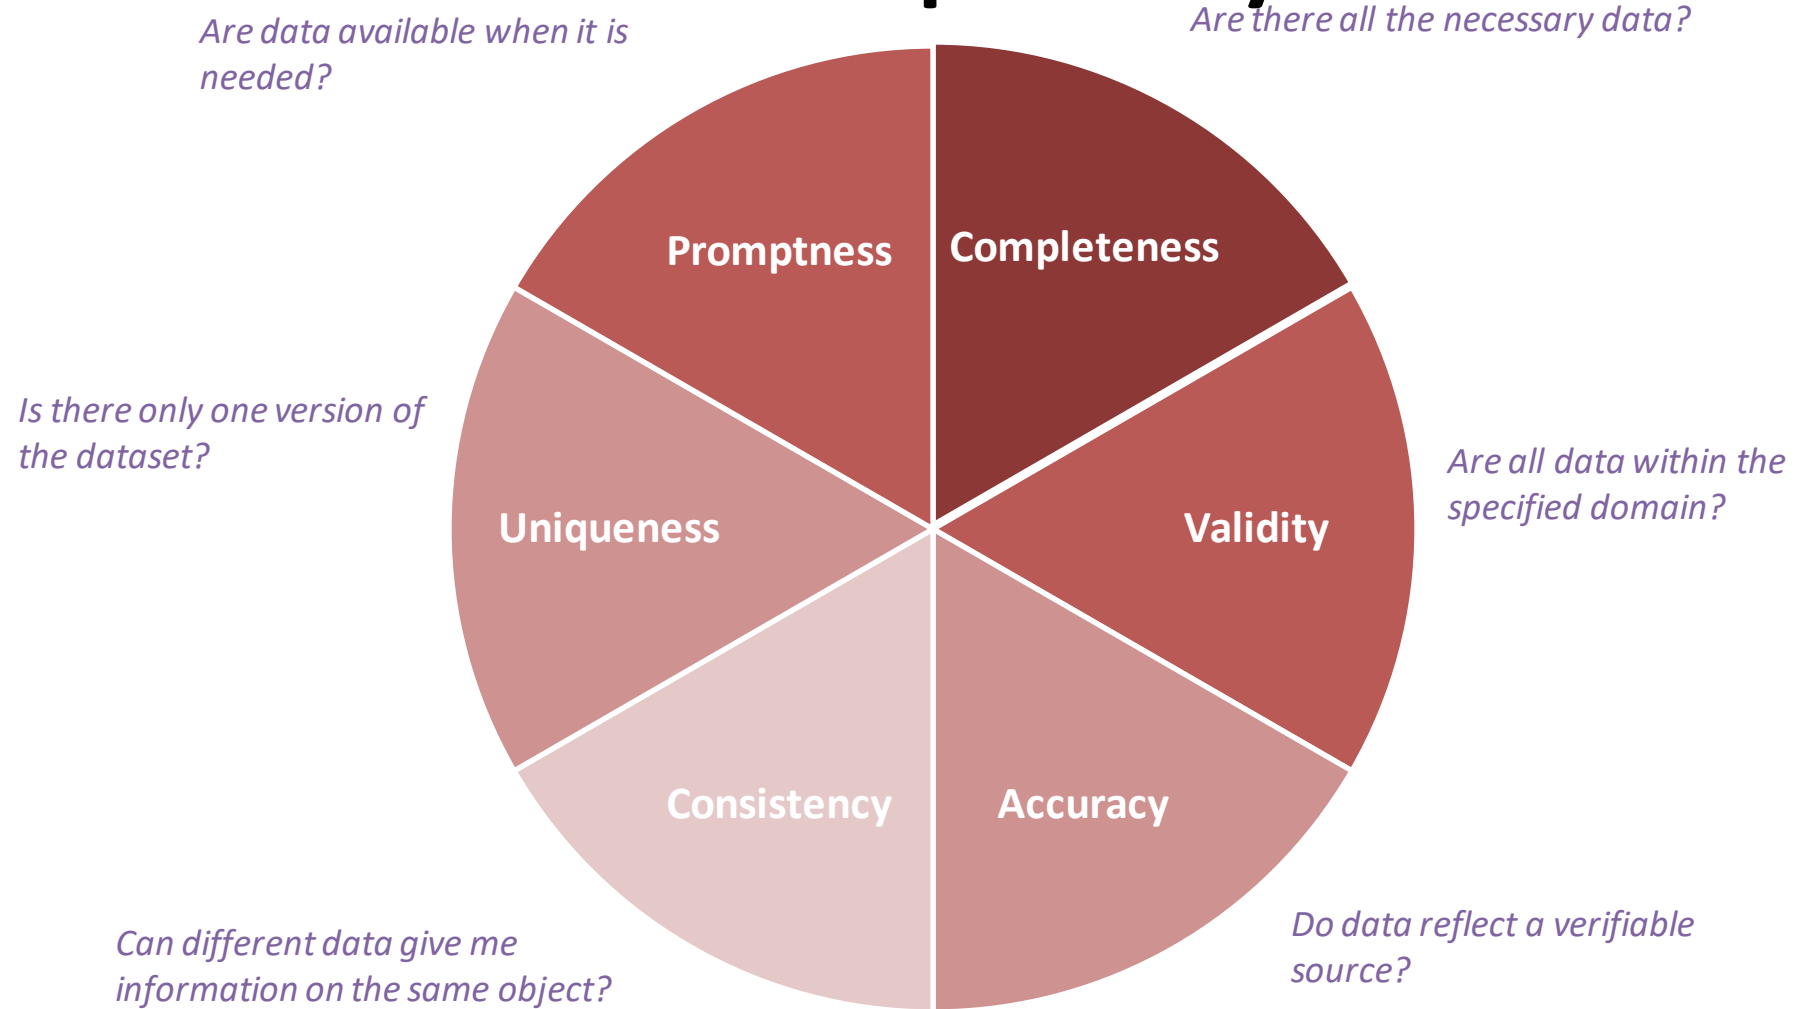 Are data available when it is
needed?
Are there all the necessary data?
Promptness
Completeness
Is there only one version of
the dataset?
Uniqueness
Validity
Are all data within the
specified domain?
Consistency
Accuracy
Can different data give me
information on the same object?
Do data reflect a verifiable
source?